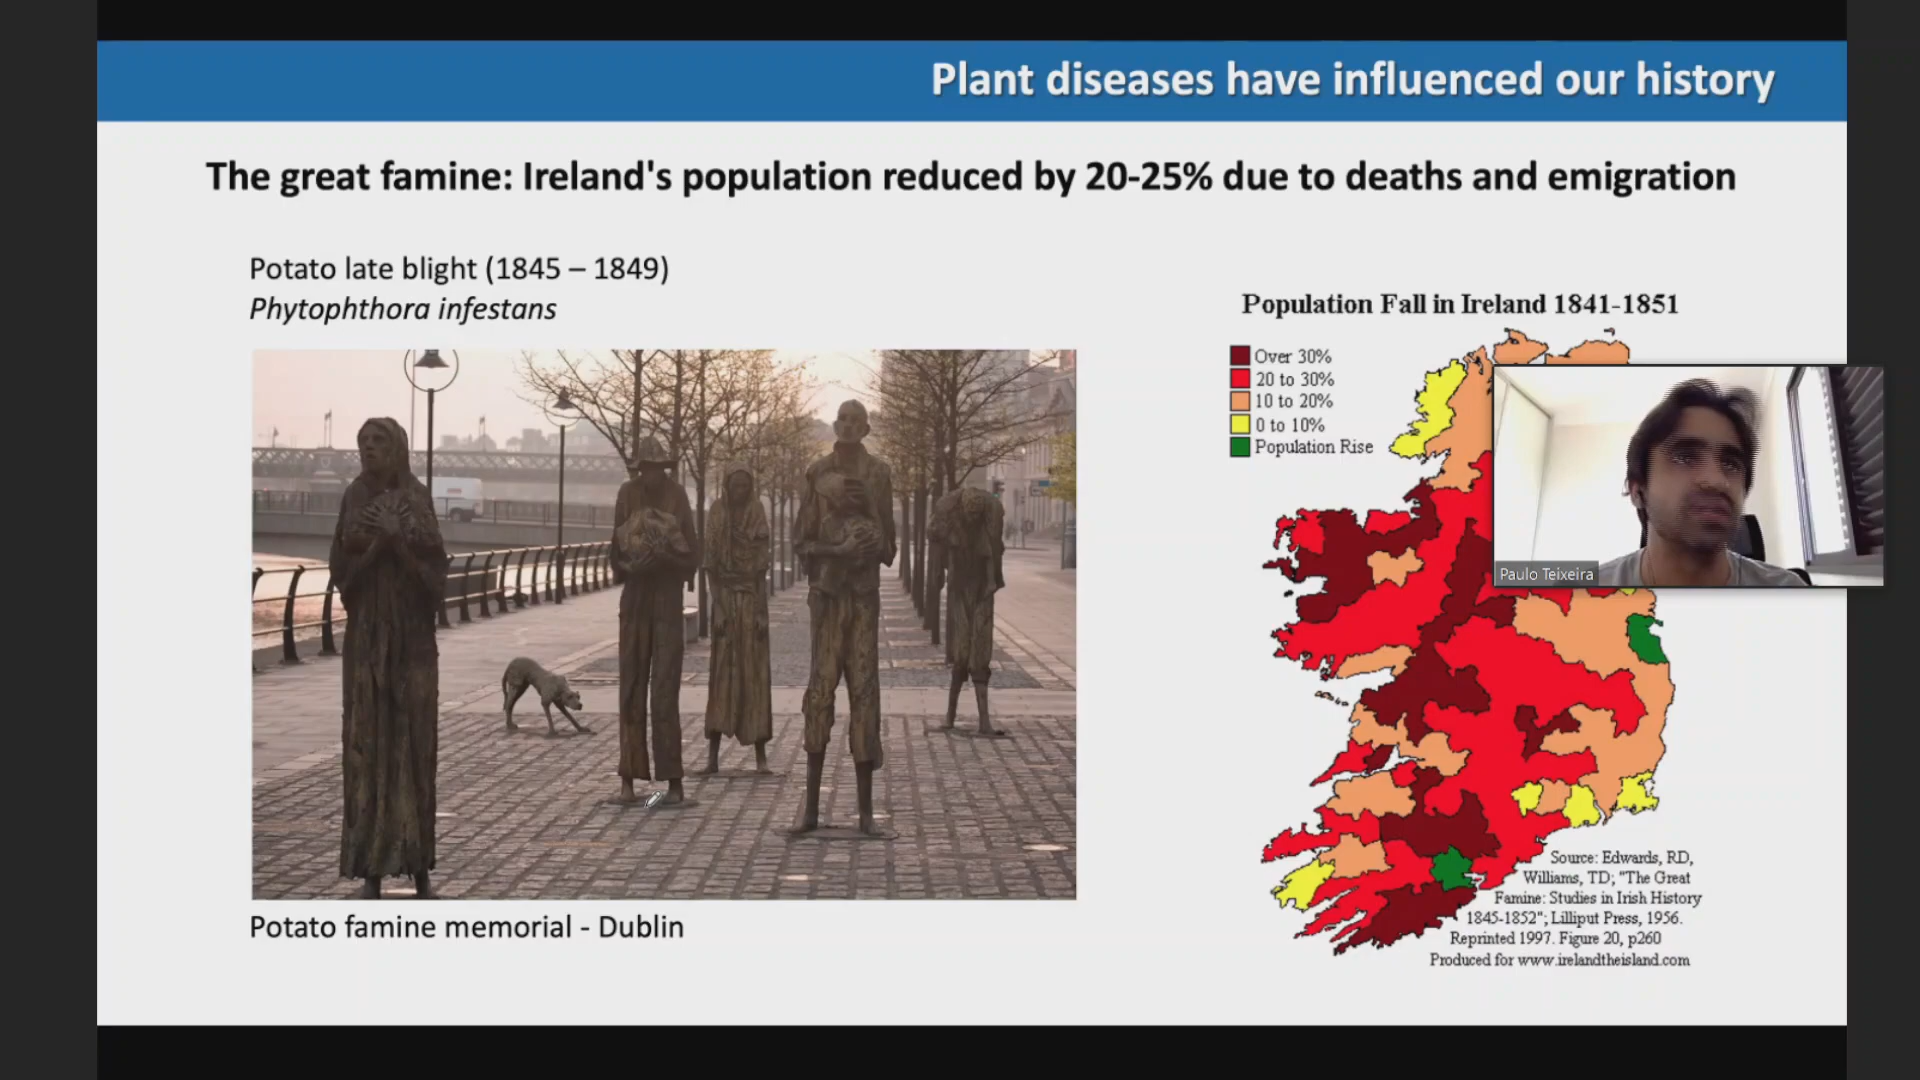 Plant diseases have influenced our history
The great famine: Ireland's population reduced by 20-25% due to deaths and emigration
Potato late blight (1845 – 1849)
Phytophthora infestans
Population Fall in Ireland 1841-1851
Over 30%
20 to 30%
10 to 20%
0 to 10%
Population Rise
Paulo Teixeira
Source: Edwards, RD,
Williams, TD; "The Great
Famine: Studies in Irish History
1845-1852"; Lilliput Press, 1956.
Reprinted 1997. Figure 20, p260
Produced for www.irelandtheisland.com
Potato famine memorial - Dublin